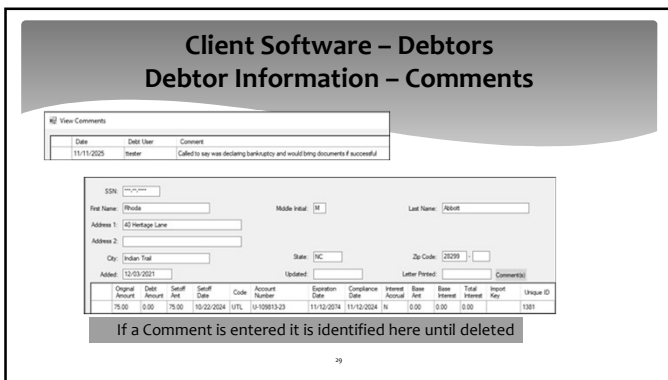 Client Software – Debtors
Debtor Information – Comments
View Comments
Date Debt User Comment
11/11/2025 ttester Called to say was declaring bankruptcy and would bring documents if successful
SSN: ***-**-****
First Name: Rhoda Middle Initial: M Last Name: Abbott
Address 1: 40 Heritage Lane
Address 2:
City: Indian Trail State: NC Zip Code: 28299 -
Added: 12/03/2021 Updated: Letter Printed: Comment(s)
Original Amount Debt Amount Setoff Amt Setoff Date Code Account Number Expiration Date Compliance Date Interest Accrual Base Amt Base Interest Total Interest Import Key Unique ID
75.00 0.00 75.00 10/22/2024 UTL U-109813-23 11/12/2074 11/12/2024 N 0.00 0.00 0.00 1381
If a Comment is entered it is identified here until deleted
29